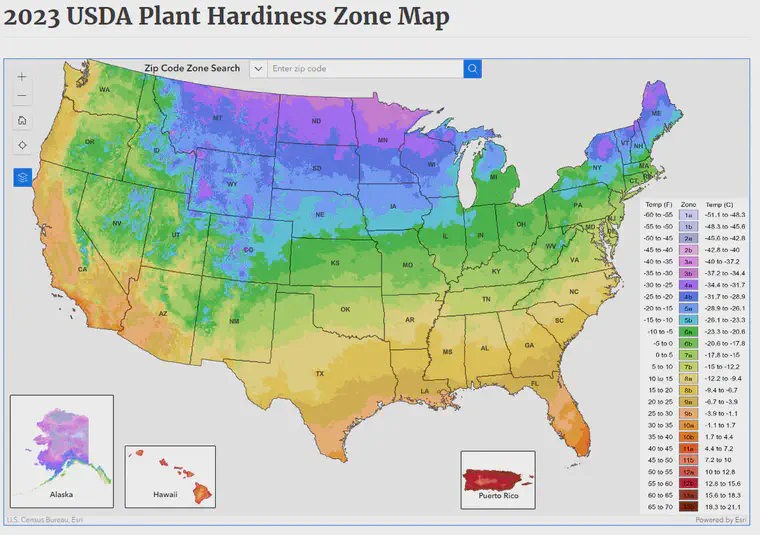 2023 USDA Plant Hardiness Zone Map
Zip Code Zone Search
Enter zip code
WA
MT
ND
MN
ME
OR
ID
SD
WI
VT
NH
WY
MI
NY
MA
CT
RI
NV
UT
NE
IA
PA
NJ
CO
IL
IN
OH
MD
DE
CA
KS
MO
WV
VA
KY
AZ
NM
OK
TN
NC
AR
SC
TX
MS
AL
GA
LA
FL
Alaska
Hawaii
Puerto Rico
Temp (F) Zone Temp (C)
-60 to -55 1a -51.1 to -48.3
-55 to -50 1b -48.3 to -45.6
-50 to -45 2a -45.6 to -42.8
-45 to -40 2b -42.8 to -40
-40 to -35 3a -40 to -37.2
-35 to -30 3b -37.2 to -34.4
-30 to -25 4a -34.4 to -31.7
-25 to -20 4b -31.7 to -28.9
-20 to -15 5a -28.9 to -26.1
-15 to -10 5b -26.1 to -23.3
-10 to -5 6a -23.3 to -20.6
-5 to 0 6b -20.6 to -17.8
0 to 5 7a -17.8 to -15
5 to 10 7b -15 to -12.2
10 to 15 8a -12.2 to -9.4
15 to 20 8b -9.4 to -6.7
20 to 25 9a -6.7 to -3.9
25 to 30 9b -3.9 to -1.1
30 to 35 10a -1.1 to 1.7
35 to 40 10b 1.7 to 4.4
40 to 45 11a 4.4 to 7.2
45 to 50 11b 7.2 to 10
50 to 55 12a 10 to 12.8
55 to 60 12b 12.8 to 15.6
60 to 65 13a 15.6 to 18.3
65 to 70 13b 18.3 to 21.1
U.S. Census Bureau, Esri
Powered by Esri